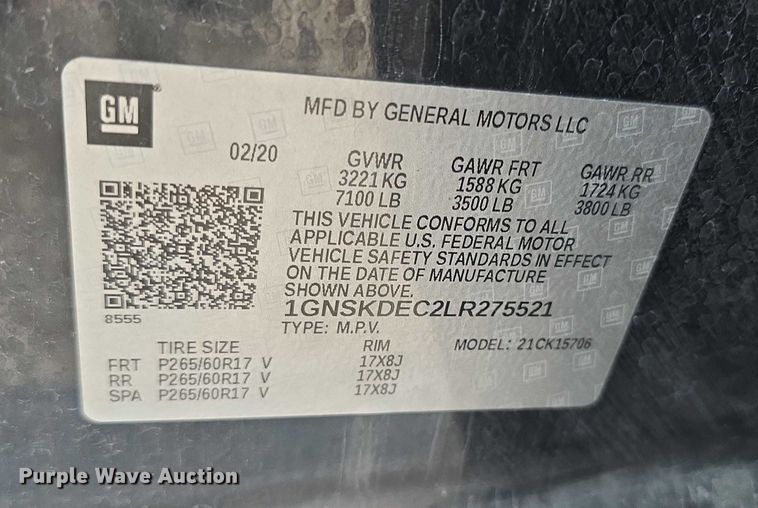 GM
MFD BY GENERAL MOTORS LLC
02/20
GVWR GAWR FRT GAWR RR
3221 KG 1588 KG 1724 KG
7100 LB 3500 LB 3800 LB
THIS VEHICLE CONFORMS TO ALL
APPLICABLE U.S. FEDERAL MOTOR
VEHICLE SAFETY STANDARDS IN EFFECT
ON THE DATE OF MANUFACTURE
SHOWN ABOVE.
8555
1GNSKDEC2LR275521
TYPE: M.P.V. MODEL: 21CK15706
TIRE SIZE RIM
FRT P265/60R17 V 17X8J
RR P265/60R17 V 17X8J
SPA P265/60R17 V 17X8J
Purple Wave Auction